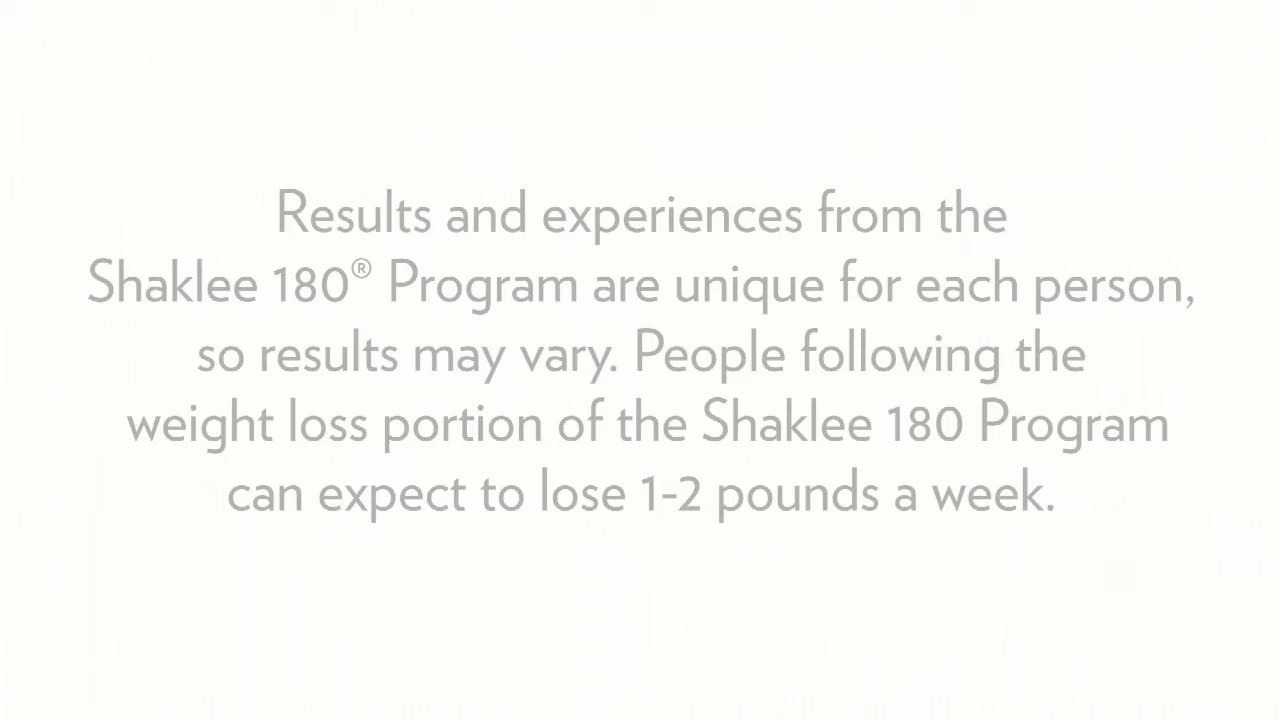 Results and experiences from the
Shaklee 180® Program are unique for each person,
so results may vary. People following the
weight loss portion of the Shaklee 180 Program
can expect to lose 1-2 pounds a week.